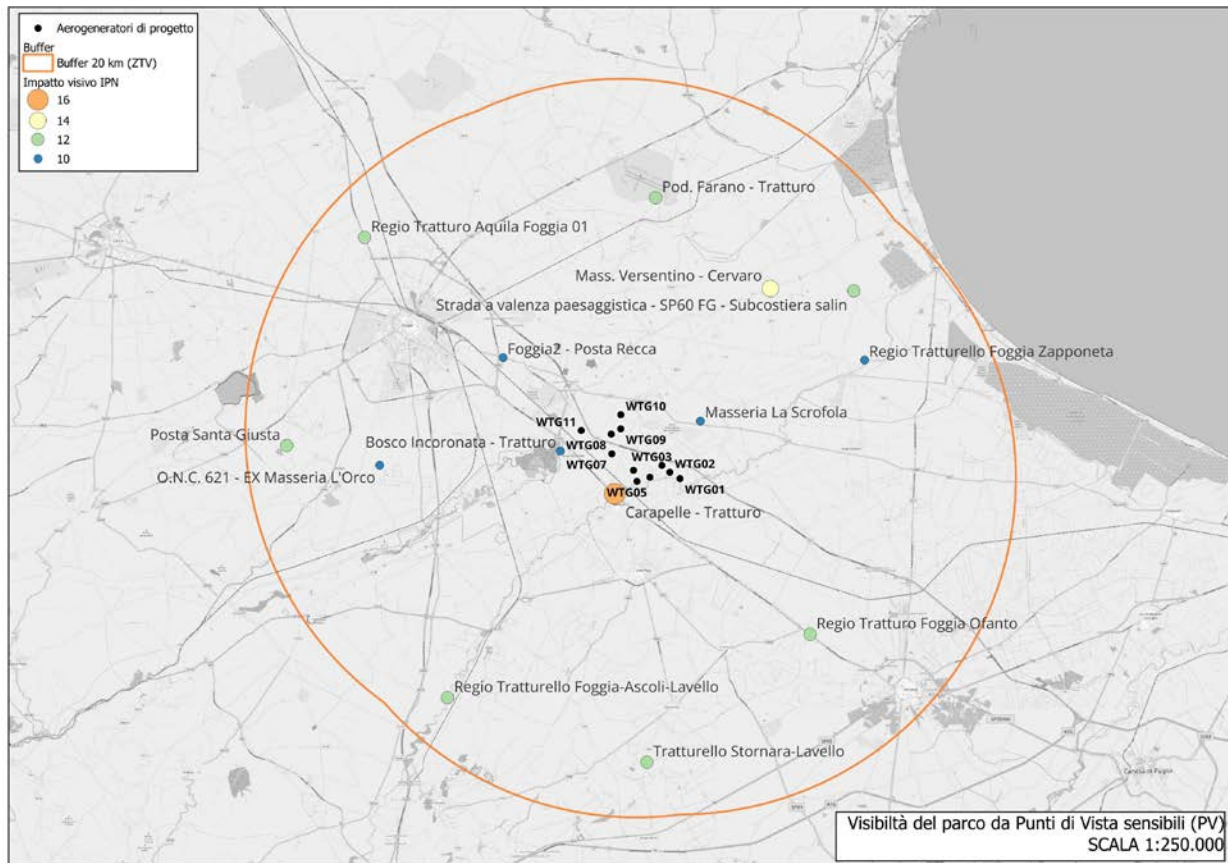 Aerogeneratori di progetto
Buffer
Buffer 20 km (ZTV)
Impatto visivo IPN
16
14
12
10
Pod. Farano - Tratturo
Regio Tratturo Aquila Foggia 01
Mass. Versentino - Cervaro
Strada a valenza paesaggistica - SP60 FG - Subcostiera salin
Foggia2 - Posta Recca
Regio Tratturello Foggia Zapponeta
WTG10
Masseria La Scrofola
WTG11
Posta Santa Giusta
Bosco Incoronata - Tratturo
WTG08
WTG09
WTG07
WTG03
WTG02
O.N.C. 621 - EX Masseria L'Orco
WTG05
WTG01
Carapelle - Tratturo
Regio Tratturo Foggia Ofanto
Regio Tratturello Foggia-Ascoli-Lavello
Tratturello Stornara-Lavello
Visibiltà del parco da Punti di Vista sensibili (PV)
SCALA 1:250.000